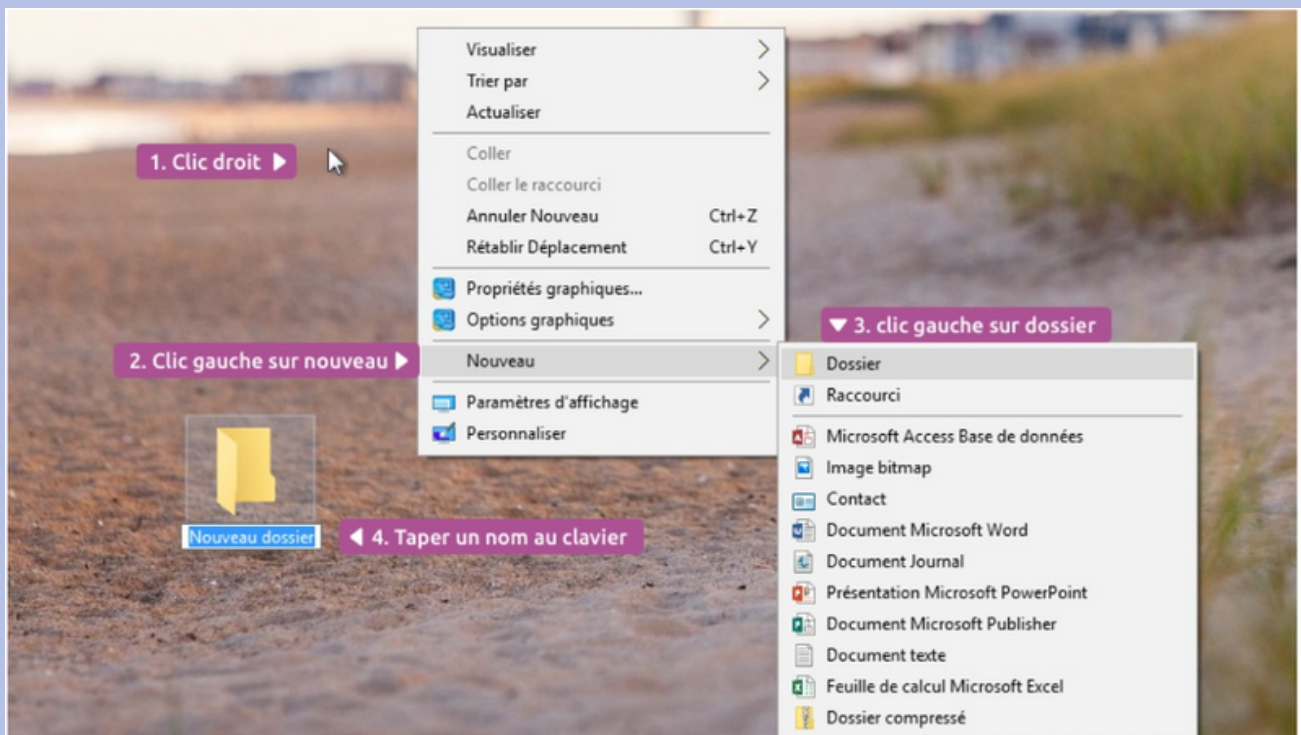 Visualiser
Trier par
Actualiser
1. Clic droit
Coller
Coller le raccourci
Annuler Nouveau Ctrl+Z
Rétablir Déplacement Ctrl+Y
Propriétés graphiques...
Options graphiques
2. Clic gauche sur nouveau
Nouveau
Paramètres d'affichage
Personnaliser
3. clic gauche sur dossier
Dossier
Raccourci
Microsoft Access Base de données
Image bitmap
Contact
Document Microsoft Word
Document Journal
Présentation Microsoft PowerPoint
Document Microsoft Publisher
Document texte
Feuille de calcul Microsoft Excel
Dossier compressé
Nouveau dossier
4. Taper un nom au clavier